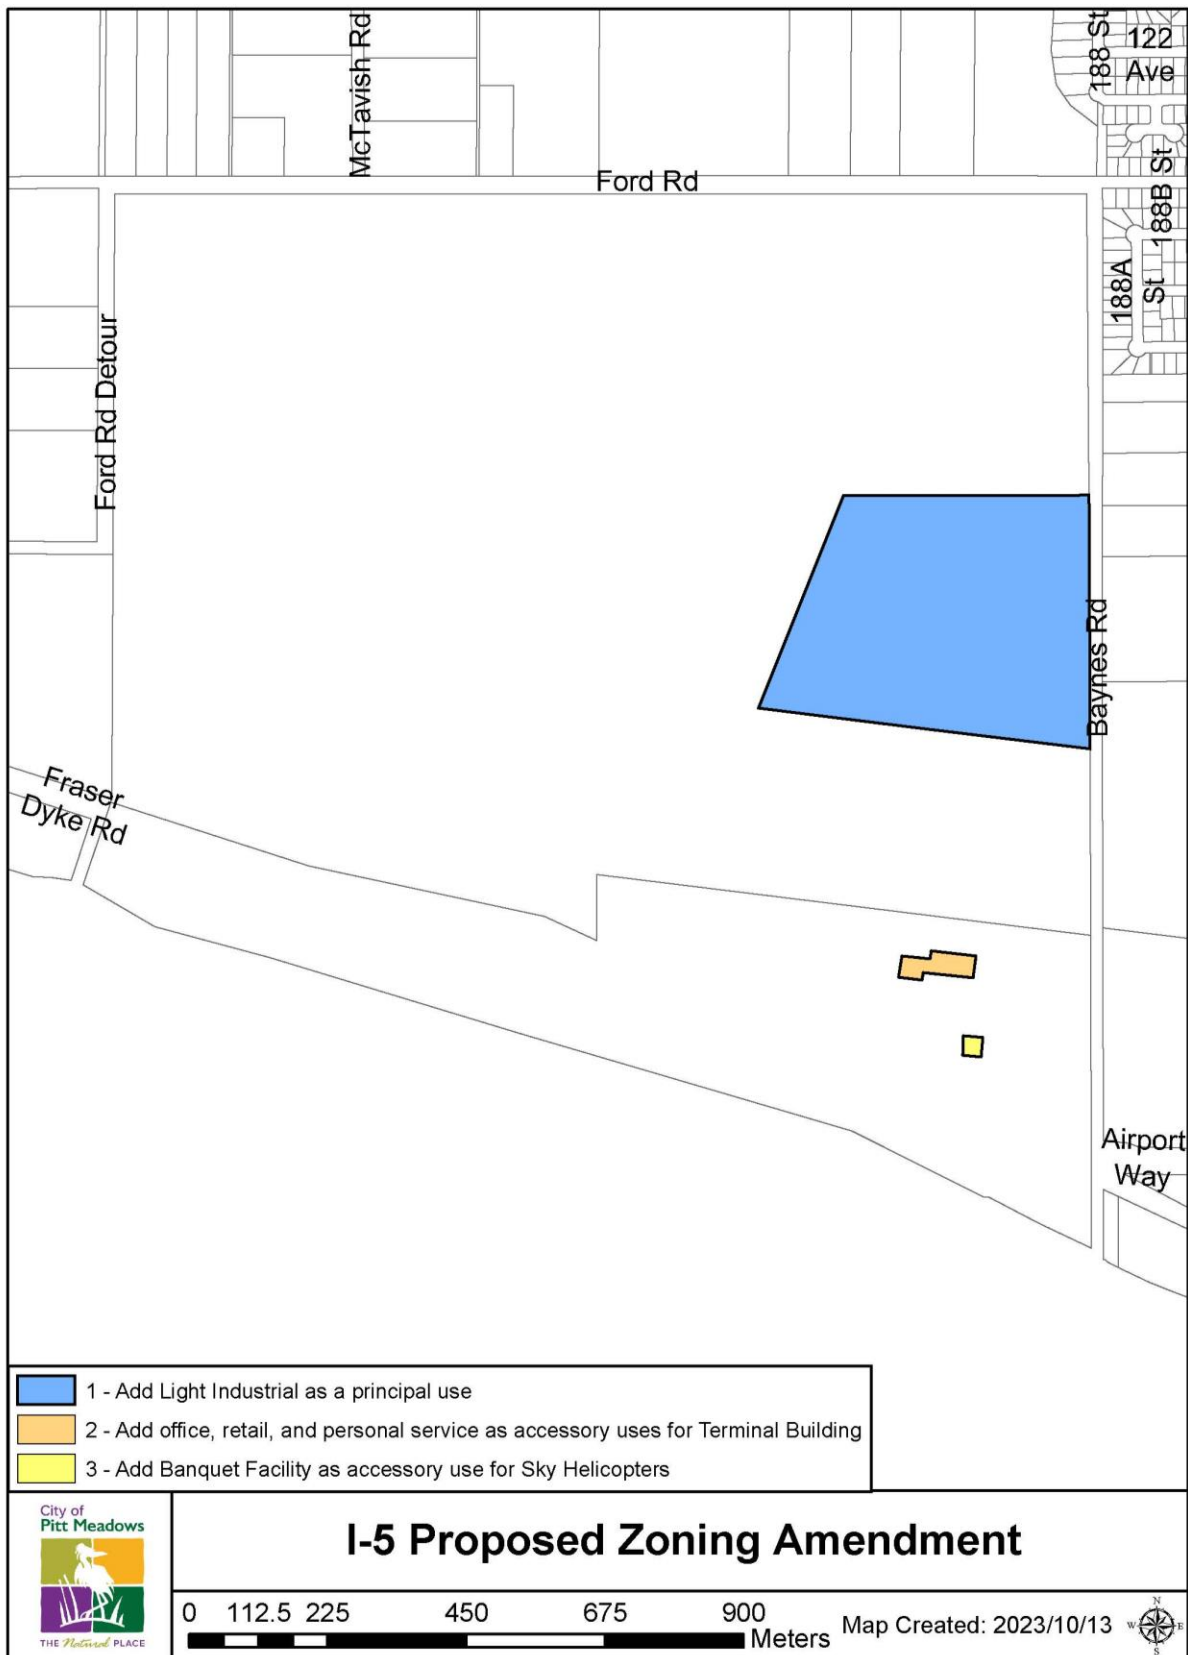 McTavish Rd
188 St
122
Ave
Ford Rd
188B St
188A
St
Ford Rd Detour
Baynes Rd
Fraser
Dyke Rd
Airport
Way
1 - Add Light Industrial as a principal use
2 - Add office, retail, and personal service as accessory uses for Terminal Building
3 - Add Banquet Facility as accessory use for Sky Helicopters
City of
Pitt Meadows
THE Natural PLACE
I-5 Proposed Zoning Amendment
0 112.5 225 450 675 900
Meters
Map Created: 2023/10/13
N
W E
S